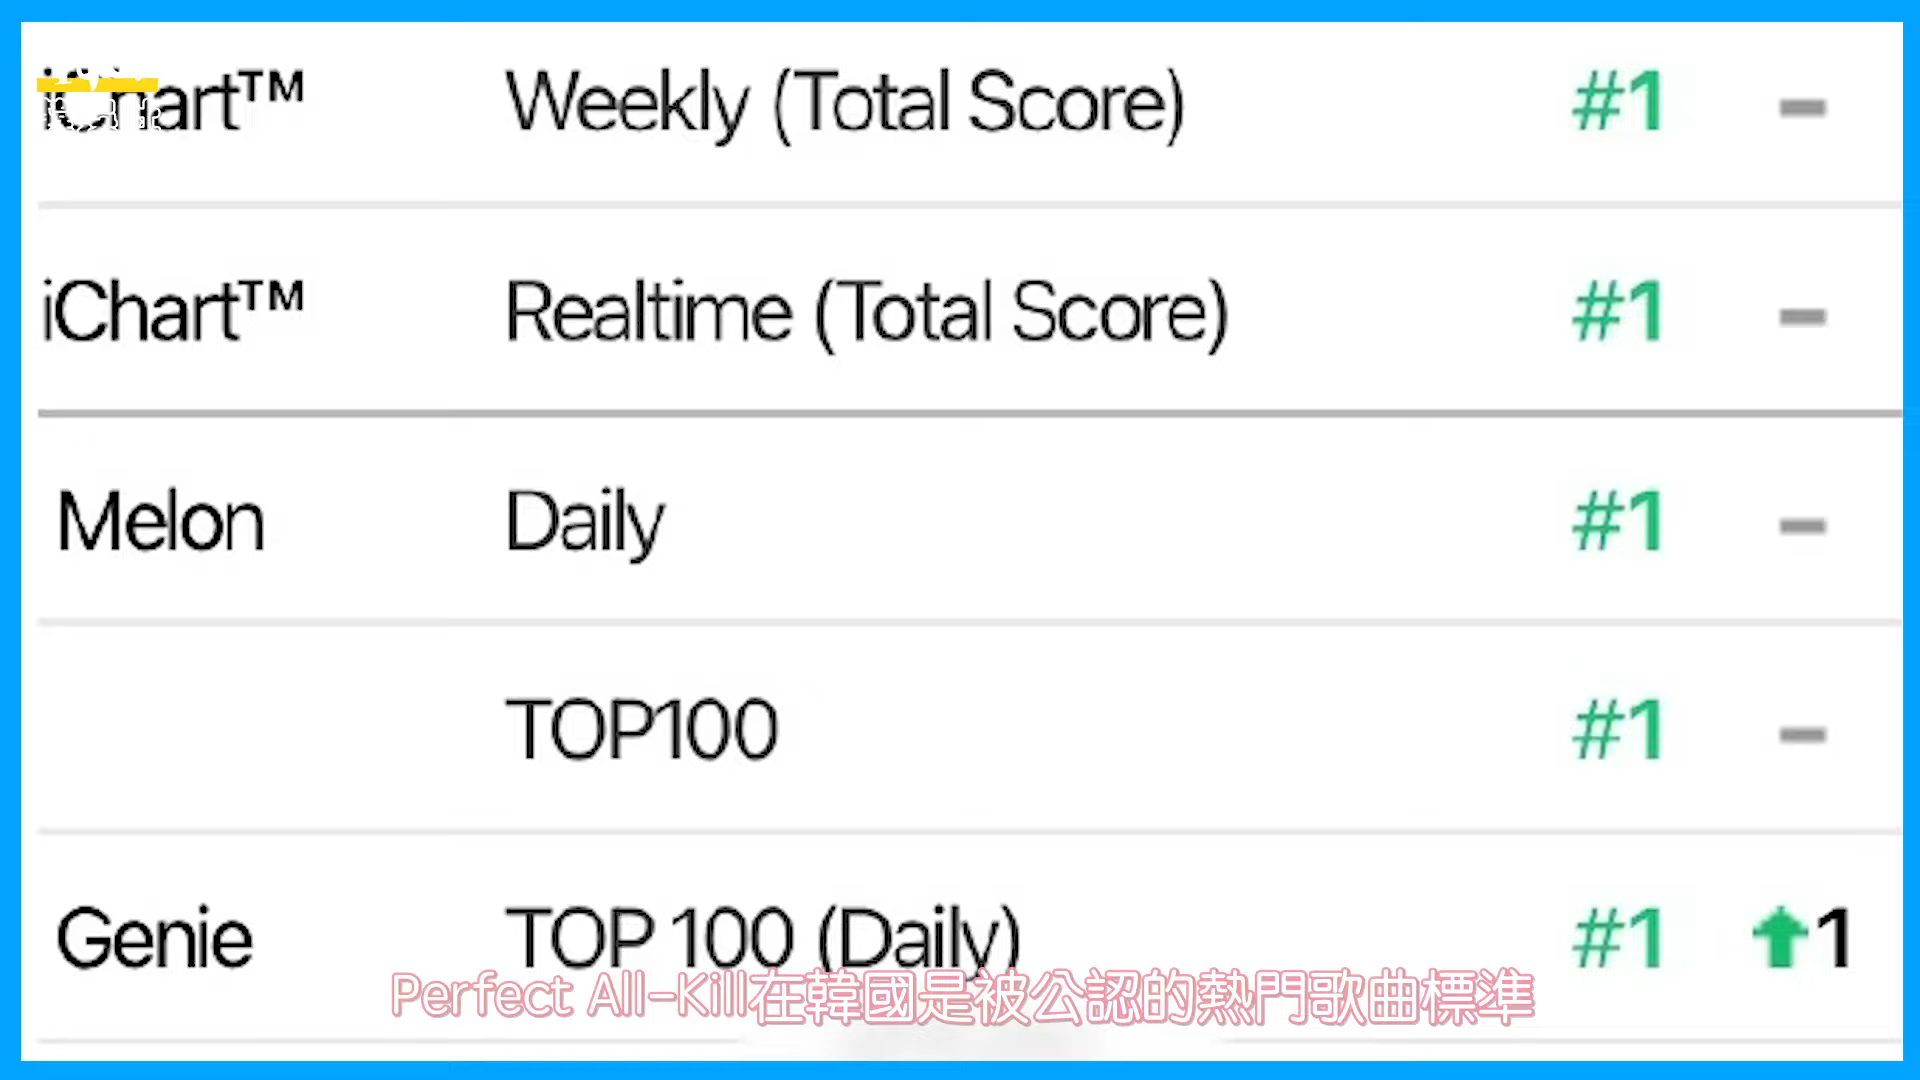 iChart™ Weekly (Total Score) #1 –
iChart™ Realtime (Total Score) #1 –
Melon Daily #1 –
TOP100 #1 –
Genie TOP 100 (Daily) #1 ↑1
Perfect All-Kill在韓國是被公認的熱門歌曲標準